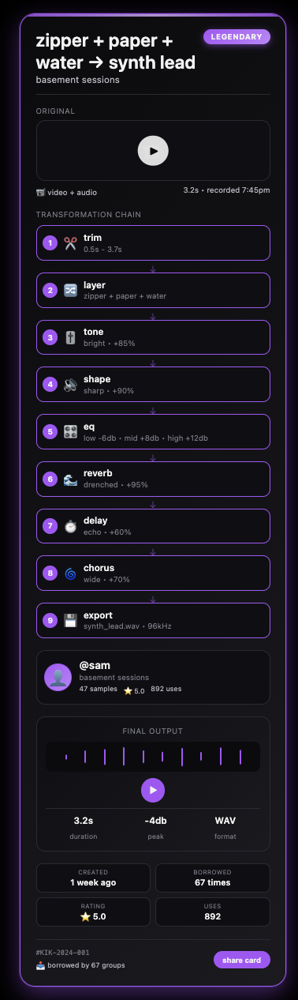 zipper + paper +
water → synth lead
LEGENDARY
basement sessions
ORIGINAL
video + audio
3.2s • recorded 7:45pm
TRANSFORMATION CHAIN
1 trim
0.5s - 3.7s
↓
2 layer
zipper + paper + water
↓
3 tone
bright • +85%
↓
4 shape
sharp • +90%
↓
5 eq
low -6db • mid +8db • high +12db
↓
6 reverb
drenched • +95%
↓
7 delay
echo • +60%
↓
8 chorus
wide • +70%
↓
9 export
synth_lead.wav • 96kHz
@sam
basement sessions
47 samples ⭐ 5.0 892 uses
FINAL OUTPUT
3.2s -4db WAV
duration peak format
CREATED BORROWED
1 week ago 67 times
RATING USES
⭐ 5.0 892
#KIK-2024-001
borrowed by 67 groups
share card